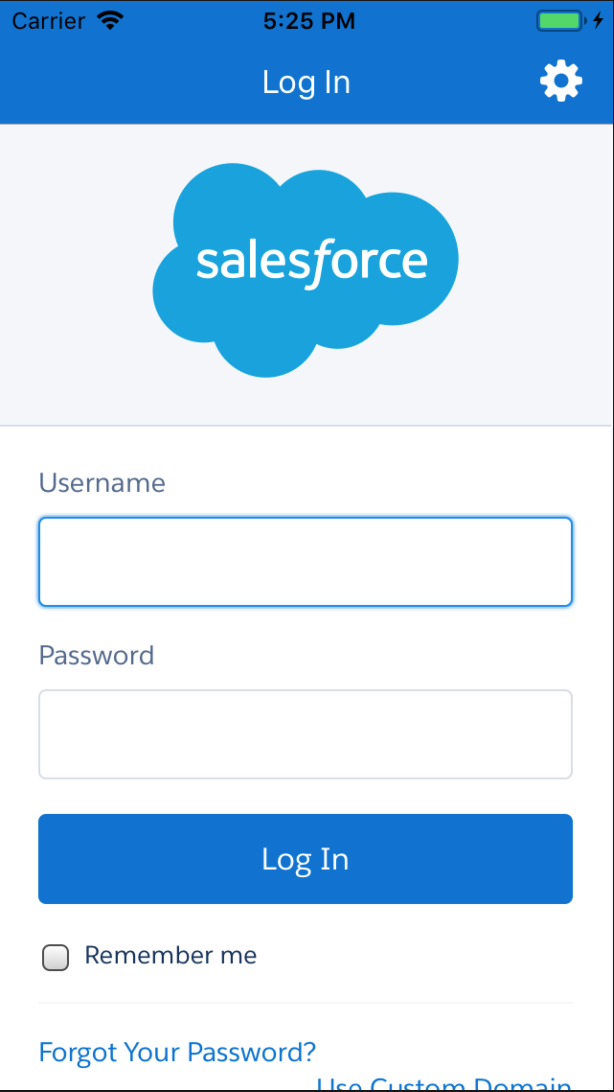 Carrier 5:25 PM
Log In
salesforce
Username
Password
Log In
Remember me
Forgot Your Password?
Use Custom Domain